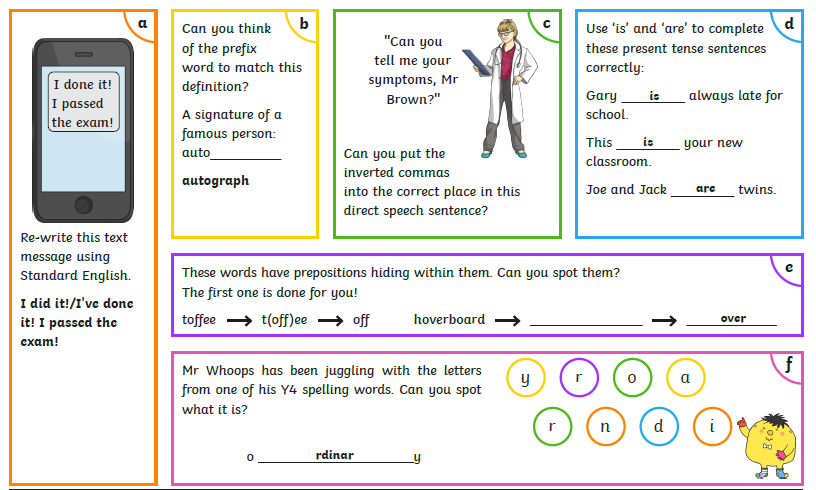 a
I done it!
I passed
the exam!
Re-write this text
message using
Standard English.
I did it!/I've done
it! I passed the
exam!
b
Can you think
of the prefix
word to match this
definition?
A signature of a
famous person:
auto__________
autograph
c
"Can you
tell me your
symptoms, Mr
Brown?"
Can you put the
inverted commas
into the correct place in this
direct speech sentence?
d
Use ‘is’ and ‘are’ to complete
these present tense sentences
correctly:
Gary is always late for
school.
This is your new
classroom.
Joe and Jack are twins.
e
These words have prepositions hiding within them. Can you spot them?
The first one is done for you!
toffee → t(off)ee → off hoverboard → ________________ → over
f
Mr Whoops has been juggling with the letters
from one of his Y4 spelling words. Can you spot
what it is?
y r o a
r n d i
o rdinar y